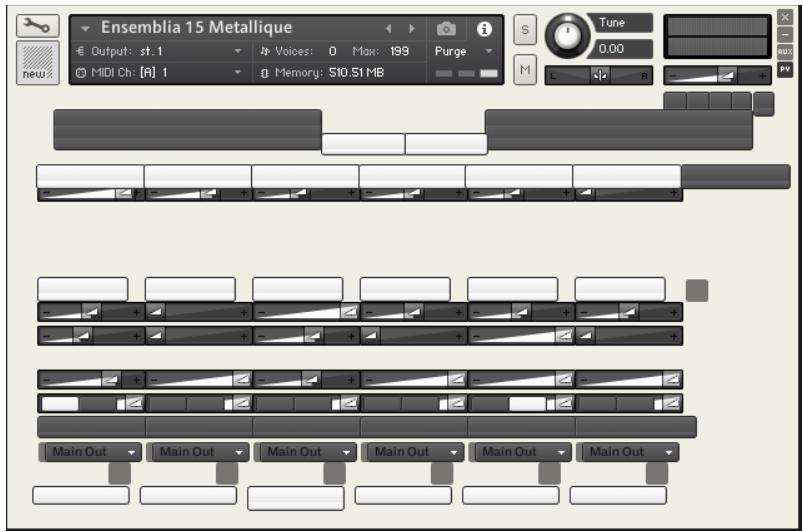 Ensemblia 15 Metallique
Output: st.1 Voices: 0 Max: 199 Purge
MIDI Ch: [A] 1 Memory: 510.51 MB
new
S
M
Tune
0.00
L R
- +
×
-
AUX
PV
Main Out Main Out Main Out Main Out Main Out Main Out